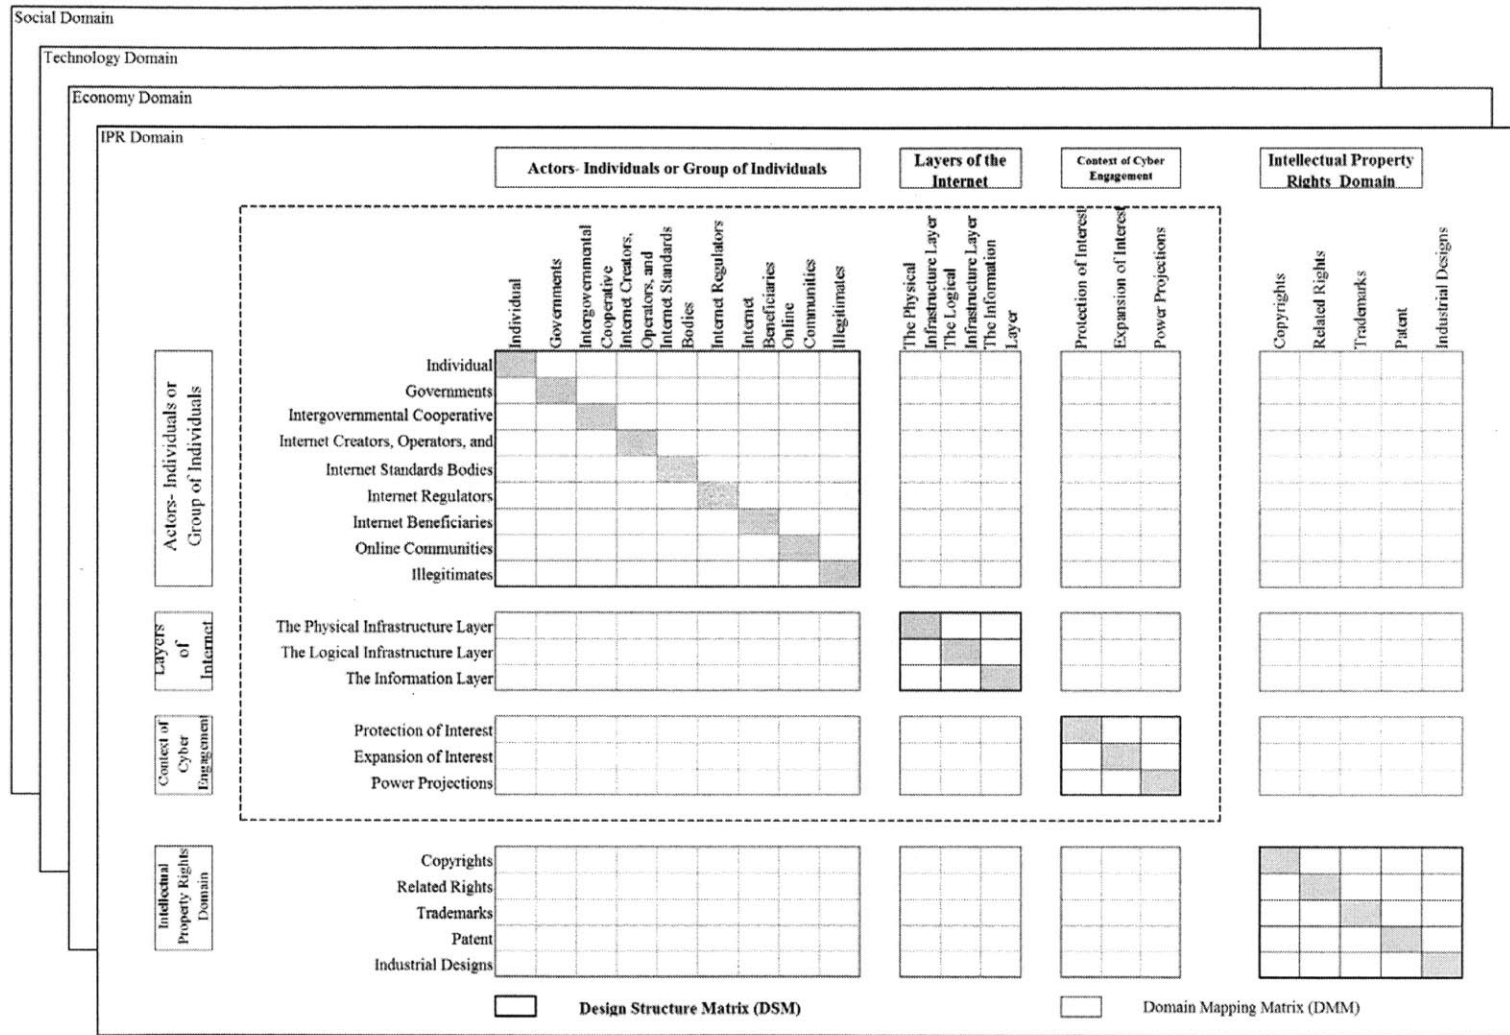 Social Domain
Technology Domain
Economy Domain
IPR Domain
Actors- Individuals or Group of Individuals
Layers of the
Internet
Context of Cyber
Engagement
Intellectual Property
Rights Domain
Individual
Governments
Intergovernmental
Cooperative
Internet Creators,
Operators, and
Internet Standards
Bodies
Internet Regulators
Internet
Beneficiaries
Online
Communities
Illegitimates
The Physical
Infrastructure Layer
The Logical
Infrastructure Layer
The Information
Layer
Protection of Interest
Expansion of Interest
Power Projections
Copyrights
Related Rights
Trademarks
Patent
Industrial Designs
Actors- Individuals or
Group of Individuals
Individual
Governments
Intergovernmental Cooperative
Internet Creators, Operators, and
Internet Standards Bodies
Internet Regulators
Internet Beneficiaries
Online Communities
Illegitimates
Layers
of
Internet
The Physical Infrastructure Layer
The Logical Infrastructure Layer
The Information Layer
Context of
Cyber
Engagement
Protection of Interest
Expansion of Interest
Power Projections
Intellectual
Property Rights
Domain
Copyrights
Related Rights
Trademarks
Patent
Industrial Designs
Design Structure Matrix (DSM)
Domain Mapping Matrix (DMM)